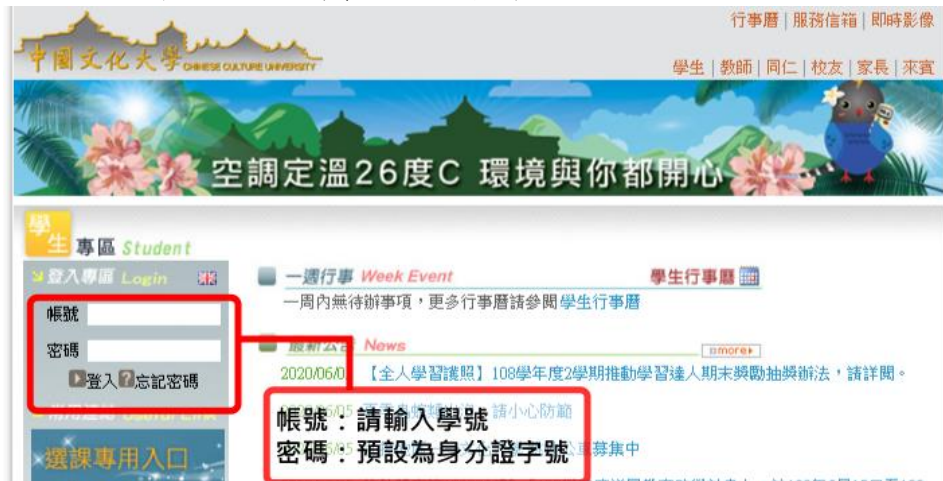 行事曆 | 服務信箱 | 即時影像
中國文化大學 CHINESE CULTURE UNIVERSITY
學生 | 教師 | 同仁 | 校友 | 家長 | 來賓
空調定溫26度C 環境與你都開心
學生 專區 Student
登入專區 Login
一週行事 Week Event
學生行事曆
一周內無待辦事項，更多行事曆請參閱 學生行事曆
帳號
密碼
登入 忘記密碼
最新公告 News
more
2020/06/0
【全人學習護照】108學年度2學期推動學習達人期末獎勵抽獎辦法，請詳閱。
請小心防範
募集中
帳號：請輸入學號
密碼：預設為身分證字號
選課專用入口